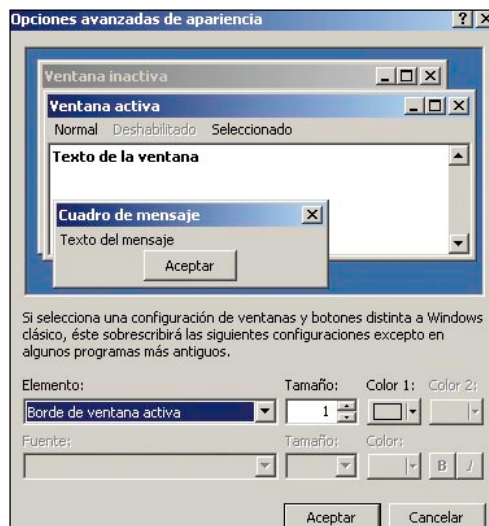 Opciones avanzadas de apariencia
Ventana inactiva
Ventana activa
Normal Deshabilitado Seleccionado
Texto de la ventana
Cuadro de mensaje
Texto del mensaje
Aceptar
Si selecciona una configuración de ventanas y botones distinta a Windows
clásico, éste sobrescribirá las siguientes configuraciones excepto en
algunos programas más antiguos.
Elemento: Tamaño: Color 1: Color 2:
Borde de ventana activa 1
Fuente: Tamaño: Color:
B I
Aceptar Cancelar